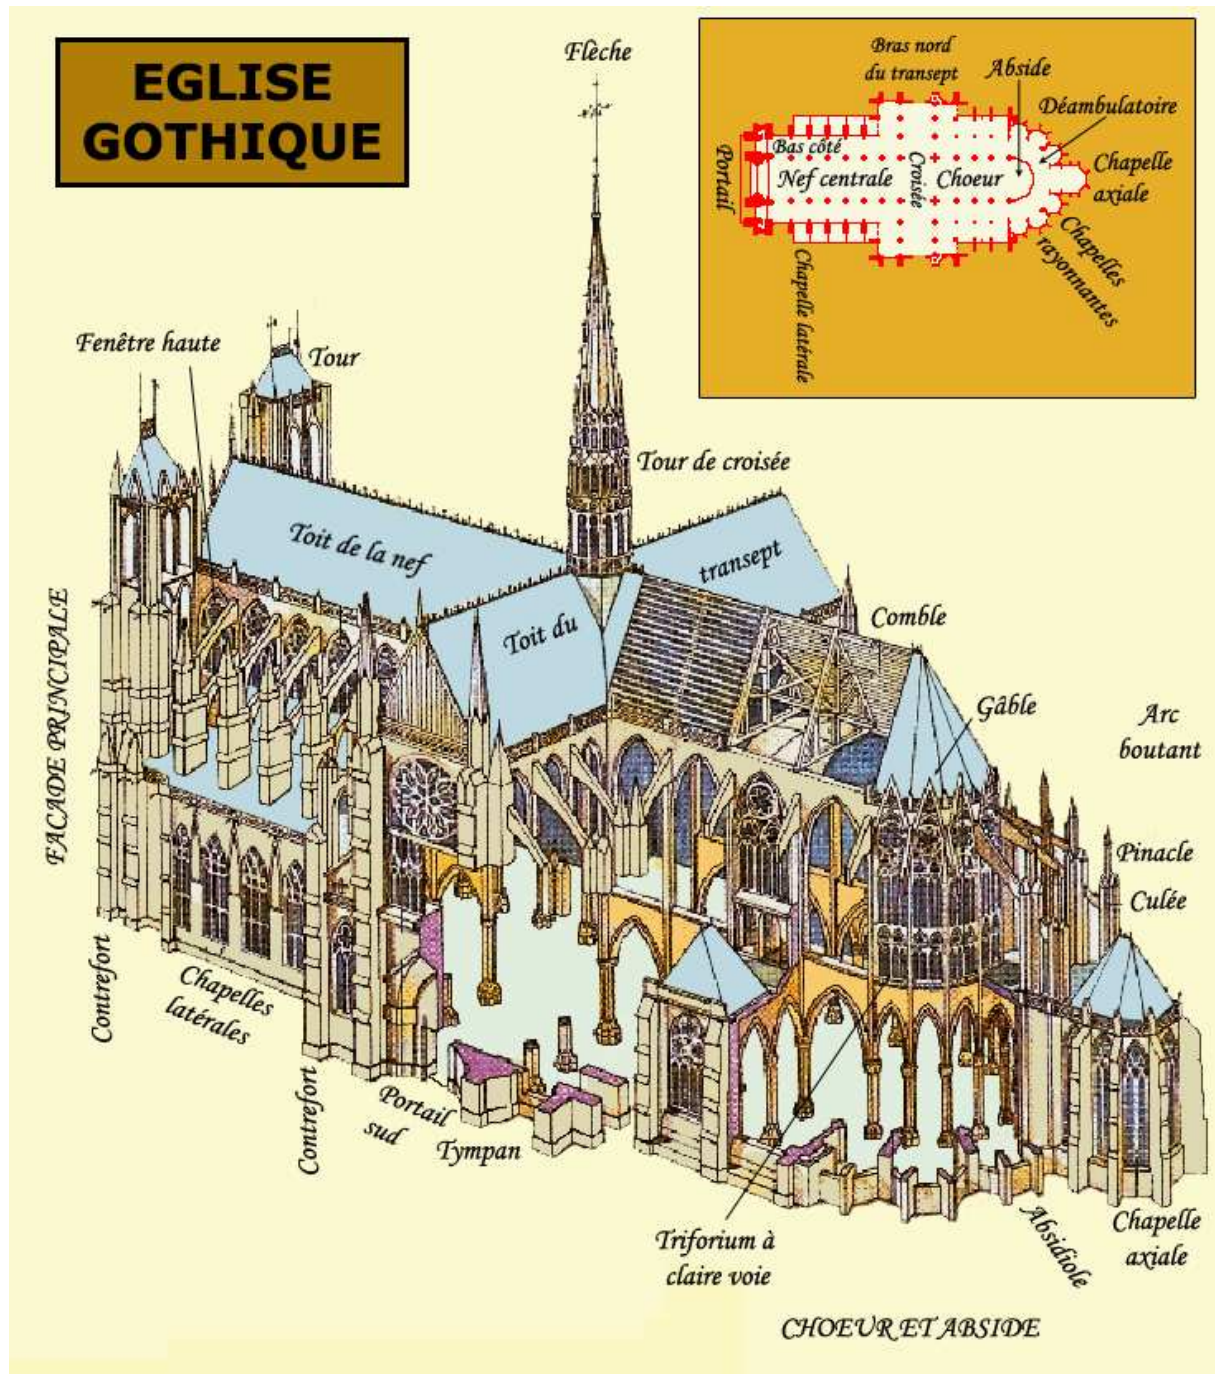 EGLISE
GOTHIQUE
Flèche
Bras nord
du transept
Abside
Déambulatoire
Bas côté
Portail
Nef centrale
Croisée
Choeur
Chapelle
axiale
Chapelles
rayonnantes
Chapelle latérale
Fenêtre haute
Tour
Tour de croisée
Toit de la nef
transept
Toit du
Comble
Gâble
Arc
boutant
FACADE PRINCIPALE
Pinacle
Culée
Contrefort
Chapelles
latérales
Contrefort
Portail
sud
Tympan
Triforium à
claire voie
Absidiole
Chapelle
axiale
CHOEUR ET ABSIDE